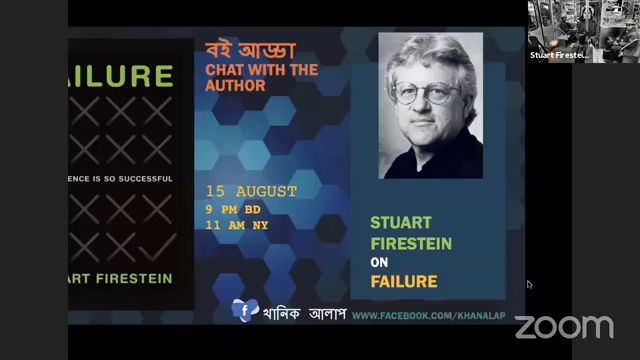 AILURE
ENCE IS SO SUCCESSFUL
ART FIRESTEIN
বই আড্ডা
CHAT WITH THE
AUTHOR
15 AUGUST
9 PM BD
11 AM NY
STUART
FIRESTEIN
ON
FAILURE
f খানিক আলাপ WWW.FACEBOOK.COM/KHANALAP
Stuart Firestei...
zoom